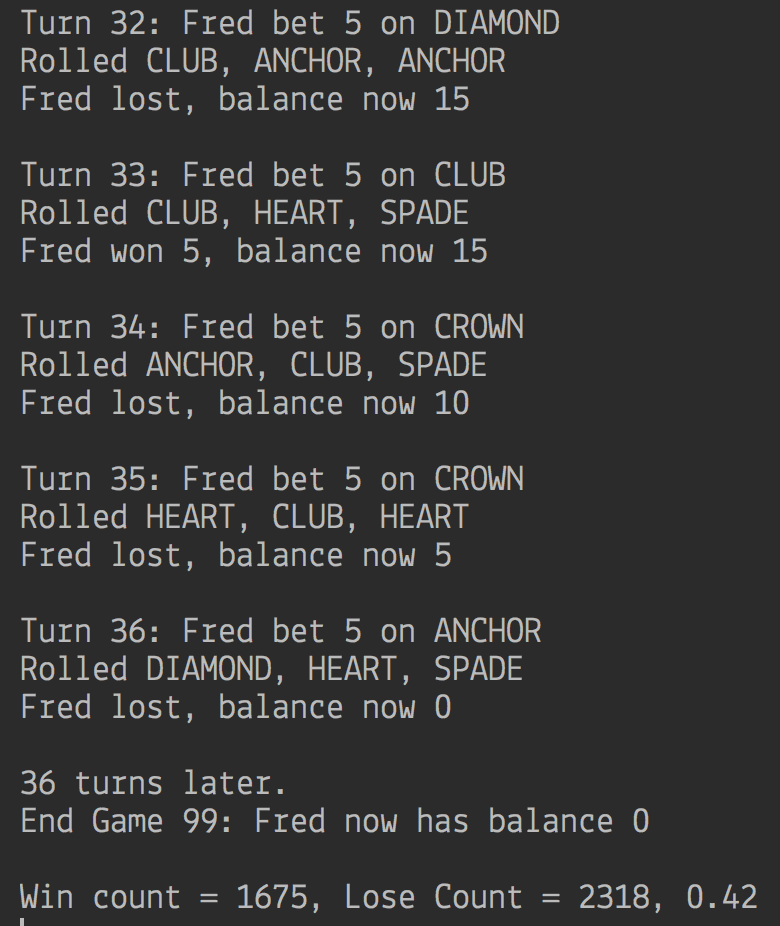 Turn 32: Fred bet 5 on DIAMOND
Rolled CLUB, ANCHOR, ANCHOR
Fred lost, balance now 15
Turn 33: Fred bet 5 on CLUB
Rolled CLUB, HEART, SPADE
Fred won 5, balance now 15
Turn 34: Fred bet 5 on CROWN
Rolled ANCHOR, CLUB, SPADE
Fred lost, balance now 10
Turn 35: Fred bet 5 on CROWN
Rolled HEART, CLUB, HEART
Fred lost, balance now 5
Turn 36: Fred bet 5 on ANCHOR
Rolled DIAMOND, HEART, SPADE
Fred lost, balance now 0
36 turns later.
End Game 99: Fred now has balance 0
Win count = 1675, Lose Count = 2318, 0.42